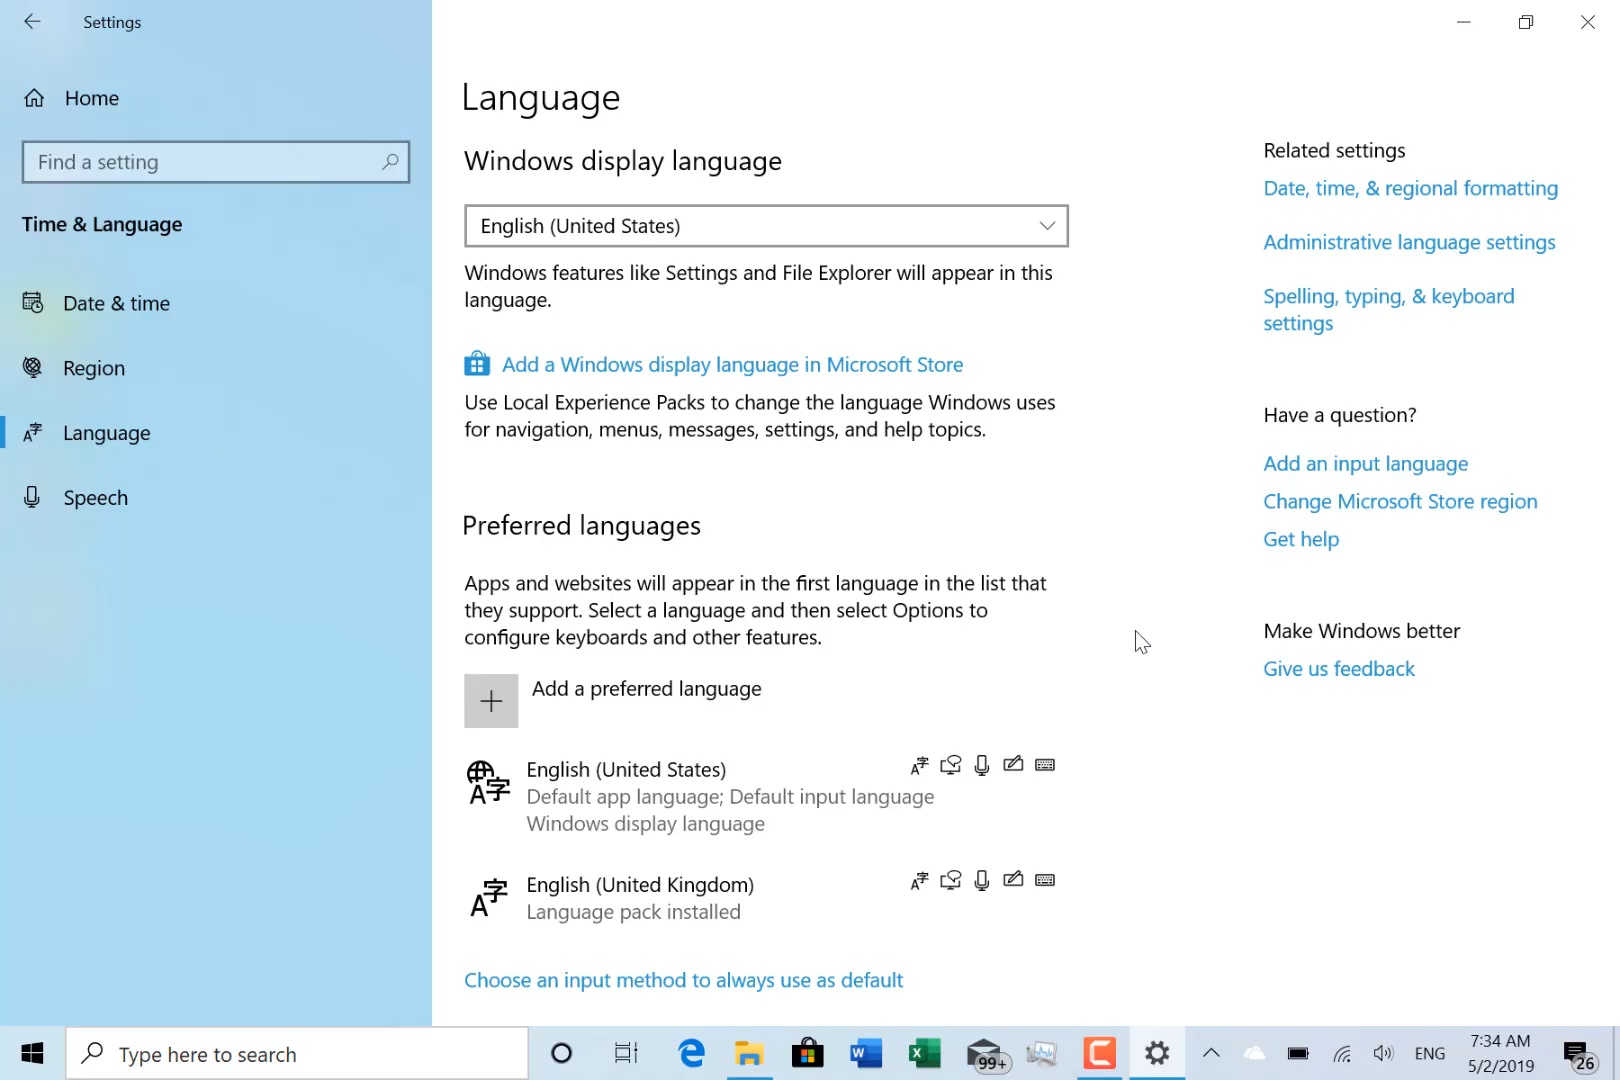 Settings
Home
Find a setting
Time & Language
Date & time
Region
Language
Speech
Language
Windows display language
English (United States)
Windows features like Settings and File Explorer will appear in this
language.
Add a Windows display language in Microsoft Store
Use Local Experience Packs to change the language Windows uses
for navigation, menus, messages, settings, and help topics.
Preferred languages
Apps and websites will appear in the first language in the list that
they support. Select a language and then select Options to
configure keyboards and other features.
Add a preferred language
English (United States)
Default app language; Default input language
Windows display language
English (United Kingdom)
Language pack installed
Choose an input method to always use as default
Related settings
Date, time, & regional formatting
Administrative language settings
Spelling, typing, & keyboard
settings
Have a question?
Add an input language
Change Microsoft Store region
Get help
Make Windows better
Give us feedback
Type here to search
99+
ENG
7:34 AM
5/2/2019
26